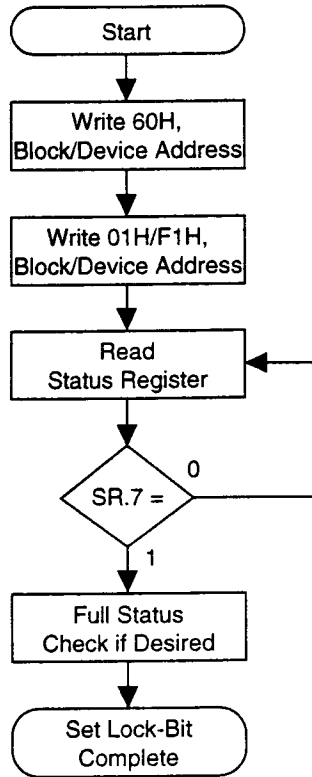 Start
Write 60H,
Block/Device Address
Write 01H/F1H,
Block/Device Address
Read
Status Register
SR.7 =
0
1
Full Status
Check if Desired
Set Lock-Bit
Complete